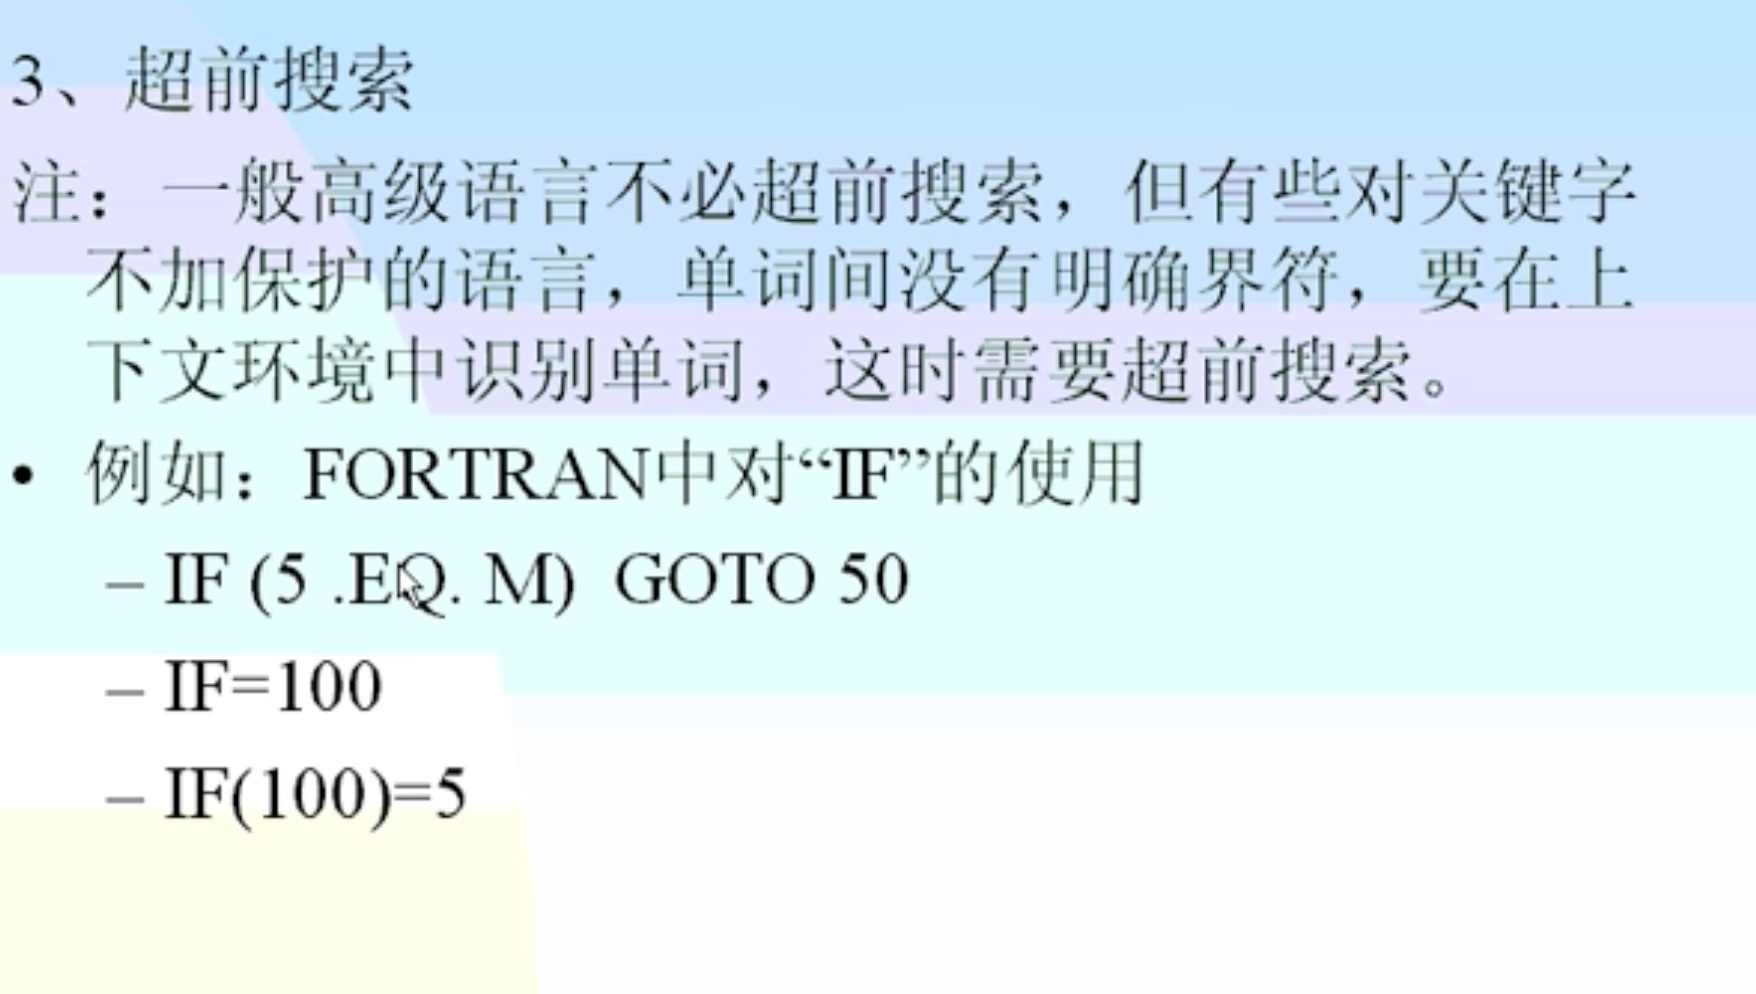 3、超前搜索
注： 一般高级语言不必超前搜索，但有些对关键字
不加保护的语言，单词间没有明确界符，要在上
下文环境中识别单词，这时需要超前搜索。
• 例如：FORTRAN中对“IF”的使用
– IF (5 .EQ. M)  GOTO 50
– IF=100
– IF(100)=5